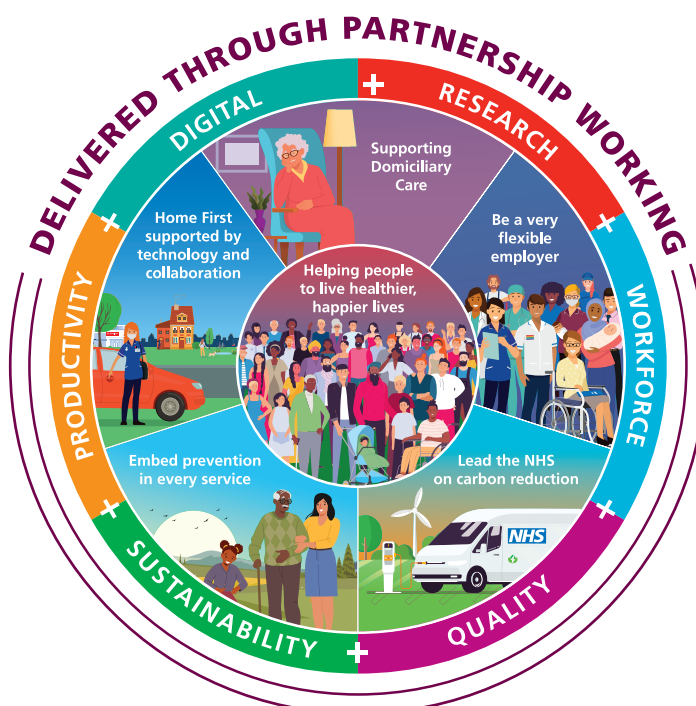 DELIVERED THROUGH PARTNERSHIP WORKING
DIGITAL
RESEARCH
WORKFORCE
QUALITY
SUSTAINABILITY
PRODUCTIVITY
Supporting
Domiciliary
Care
Be a very
flexible
employer
Lead the NHS
on carbon reduction
NHS
Embed prevention
in every service
Home First
supported by
technology and
collaboration
Helping people
to live healthier,
happier lives